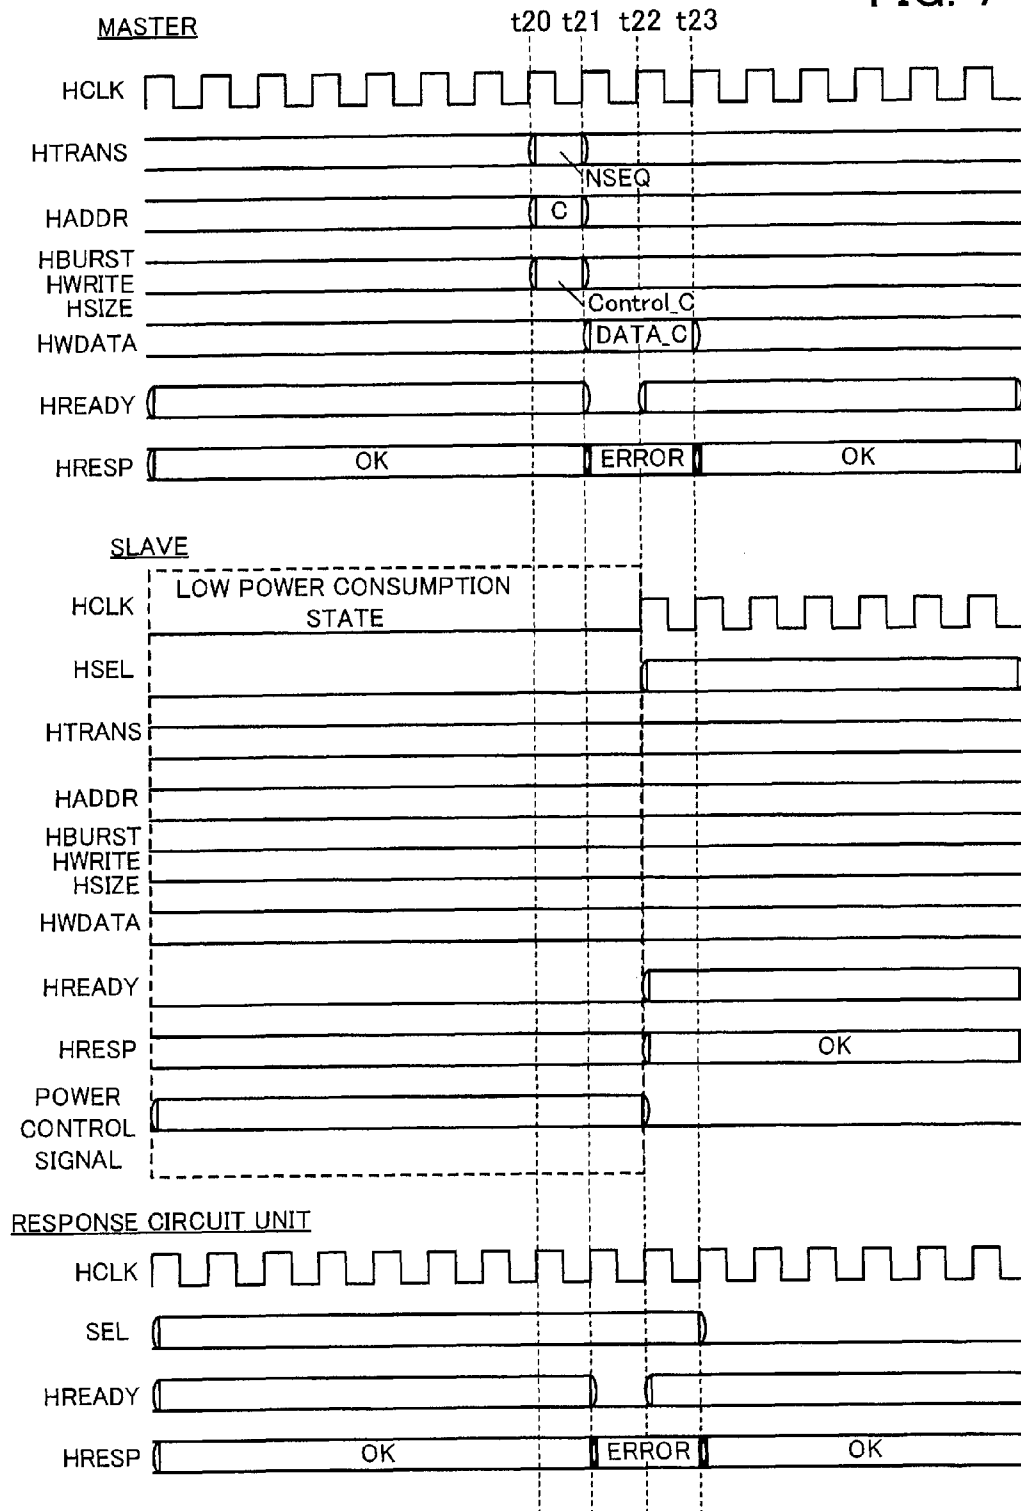 FIG. 7
MASTER
t20 t21 t22 t23
HCLK
HTRANS
NSEQ
HADDR
C
HBURST
HWRITE
HSIZE
Control_C
HWDATA
DATA_C
HREADY
HRESP
OK ERROR OK
SLAVE
HCLK
LOW POWER CONSUMPTION
STATE
HSEL
HTRANS
HADDR
HBURST
HWRITE
HSIZE
HWDATA
HREADY
HRESP
OK
POWER
CONTROL
SIGNAL
RESPONSE CIRCUIT UNIT
HCLK
SEL
HREADY
HRESP
OK ERROR OK